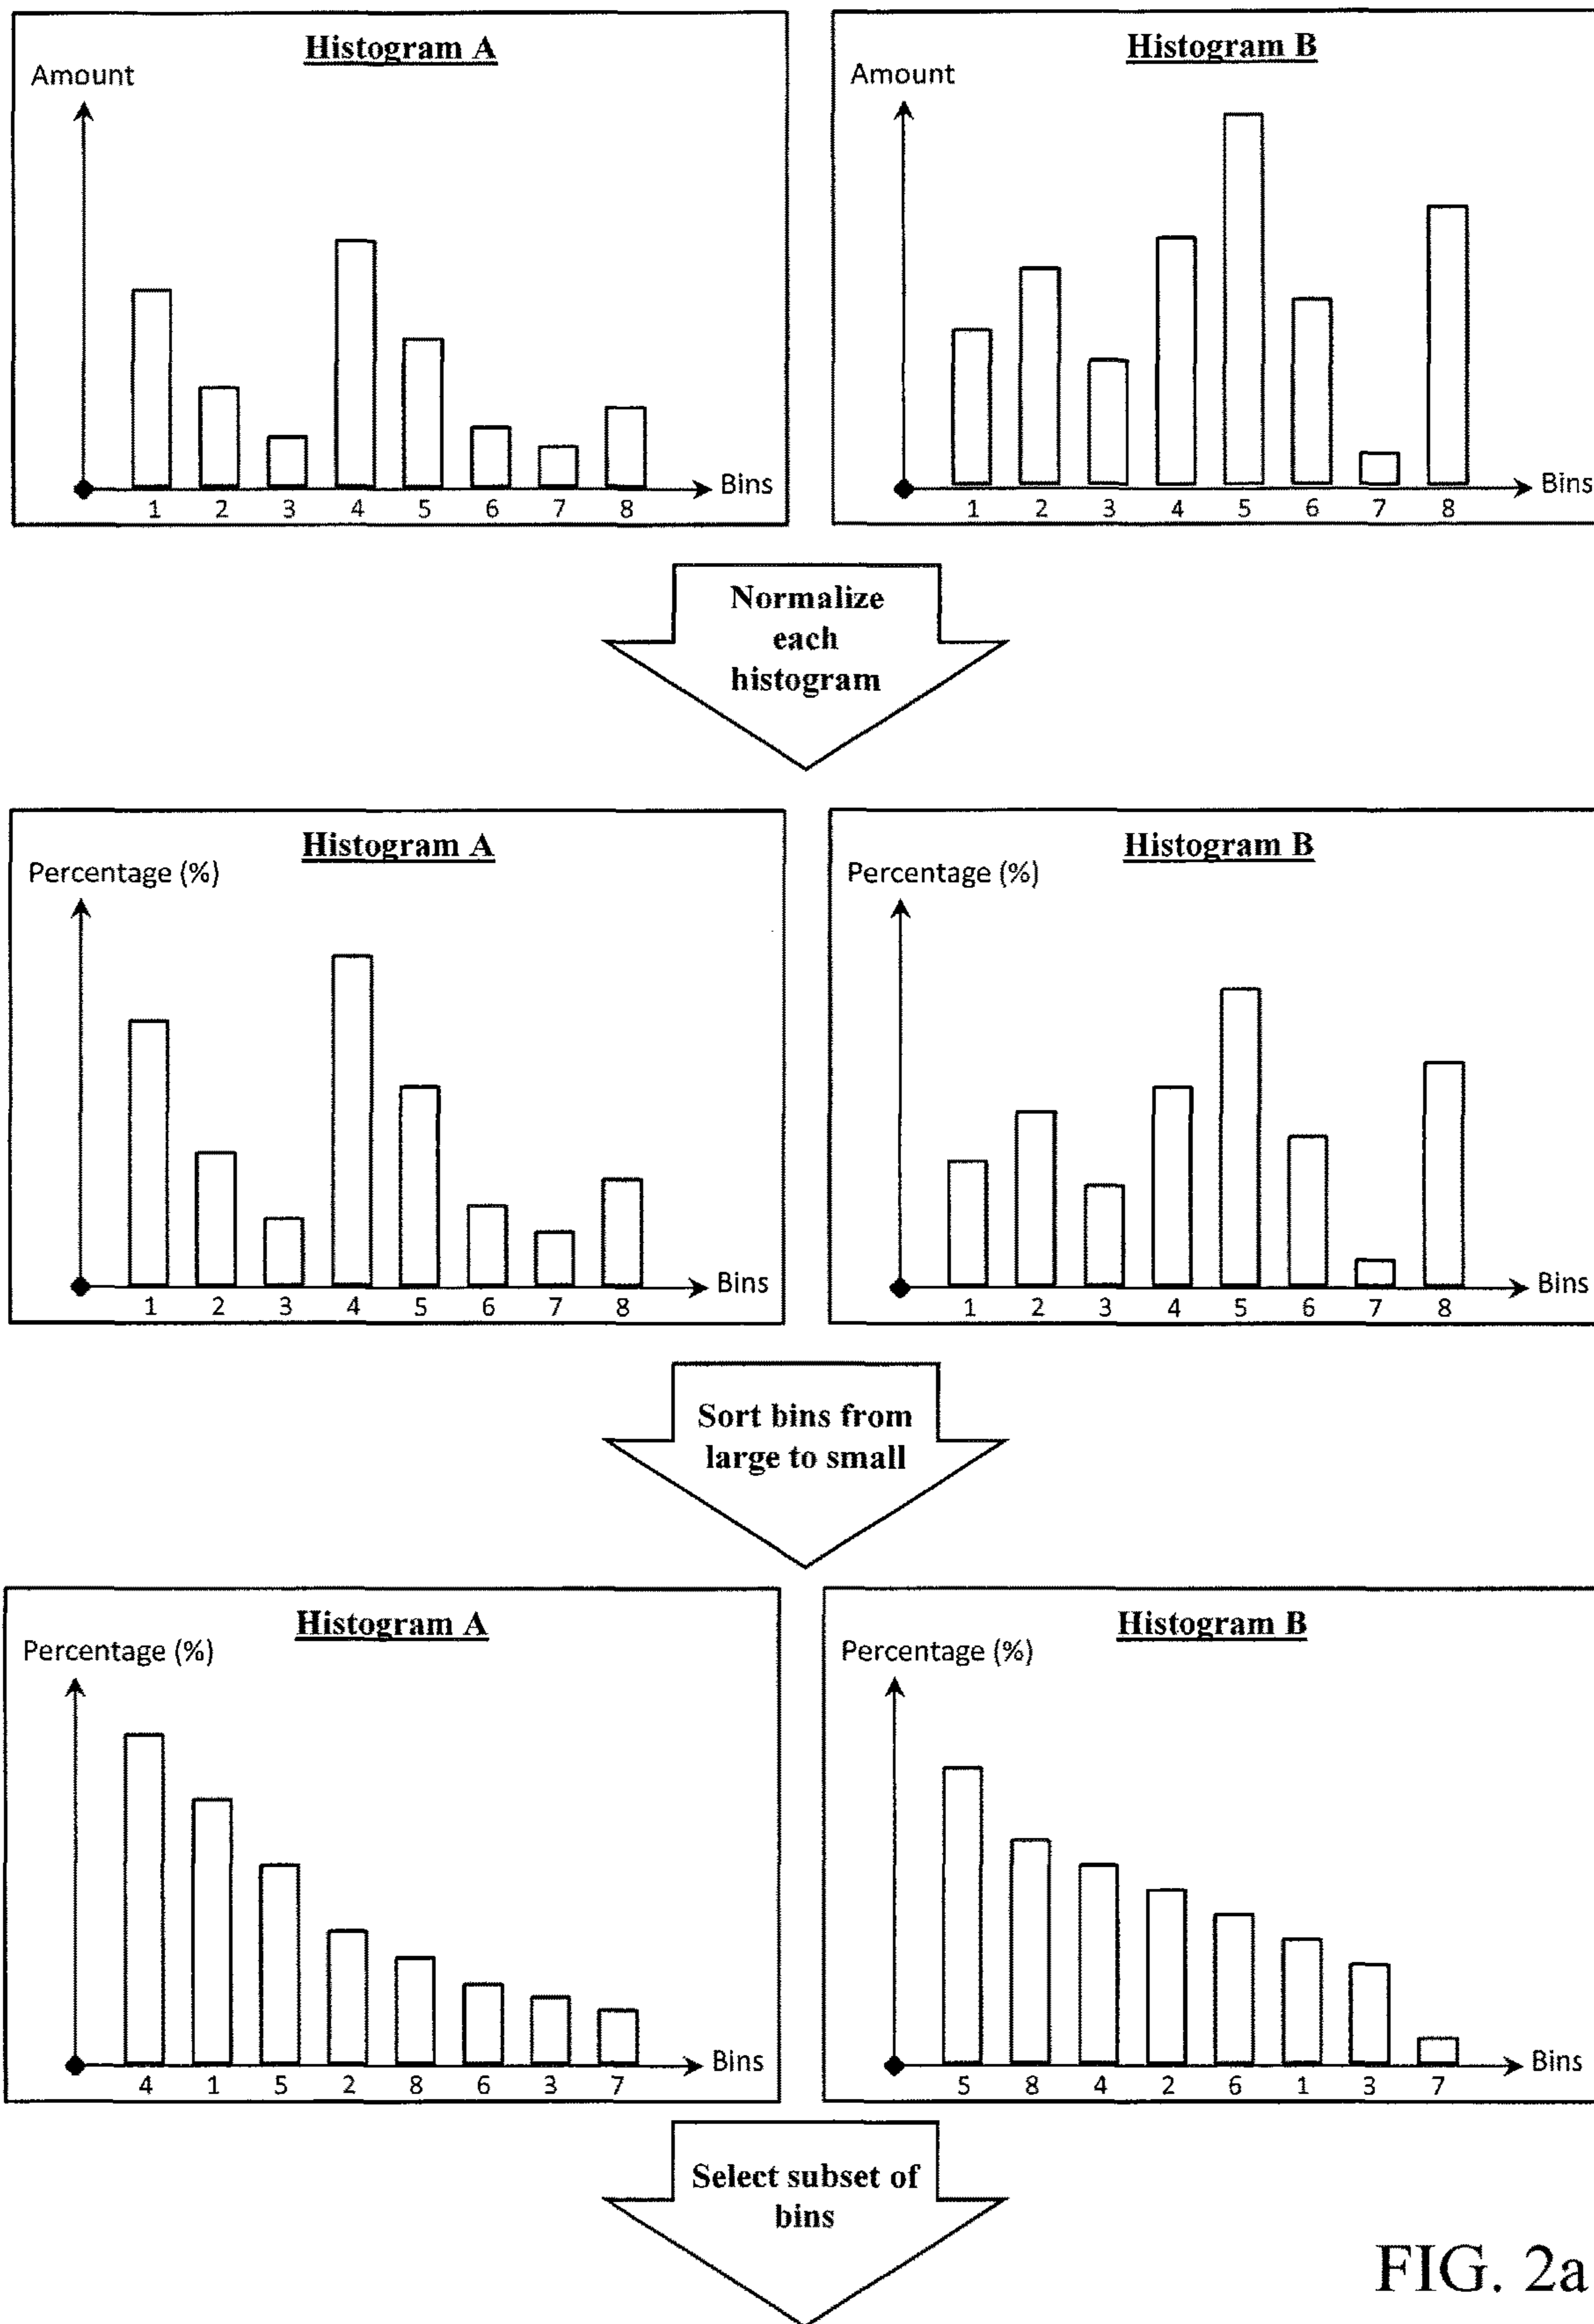 Histogram A
Amount
Bins
1 2 3 4 5 6 7 8
Histogram B
Amount
Bins
1 2 3 4 5 6 7 8
Normalize
each
histogram
Histogram A
Percentage (%)
Bins
1 2 3 4 5 6 7 8
Histogram B
Percentage (%)
Bins
1 2 3 4 5 6 7 8
Sort bins from
large to small
Histogram A
Percentage (%)
Bins
4 1 5 2 8 6 3 7
Histogram B
Percentage (%)
Bins
5 8 4 2 6 1 3 7
Select subset of
bins
FIG. 2a